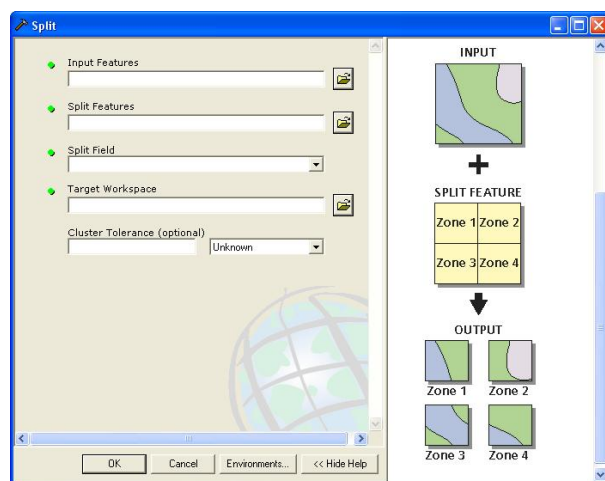 Split
Input Features
Split Features
Split Field
Target Workspace
Cluster Tolerance (optional)
Unknown
OK
Cancel
Environments...
<< Hide Help
INPUT
SPLIT FEATURE
Zone 1 Zone 2
Zone 3 Zone 4
OUTPUT
Zone 1 Zone 2
Zone 3 Zone 4